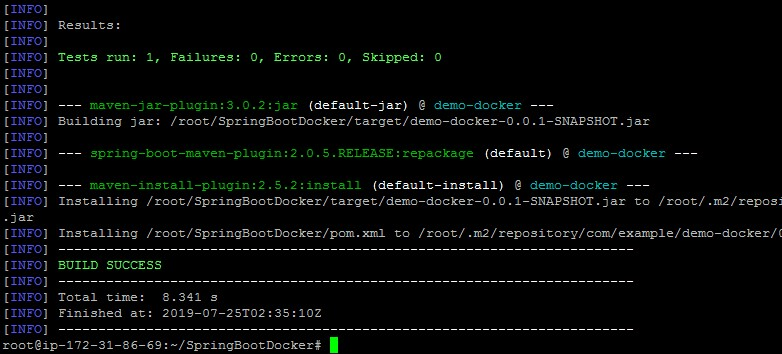 [INFO]
[INFO] Results:
[INFO]
[INFO] Tests run: 1, Failures: 0, Errors: 0, Skipped: 0
[INFO]
[INFO]
[INFO] --- maven-jar-plugin:3.0.2:jar (default-jar) @ demo-docker ---
[INFO] Building jar: /root/SpringBootDocker/target/demo-docker-0.0.1-SNAPSHOT.jar
[INFO]
[INFO] --- spring-boot-maven-plugin:2.0.5.RELEASE:repackage (default) @ demo-docker ---
[INFO]
[INFO] --- maven-install-plugin:2.5.2:install (default-install) @ demo-docker ---
[INFO] Installing /root/SpringBootDocker/target/demo-docker-0.0.1-SNAPSHOT.jar to /root/.m2/reposi
.jar
[INFO] Installing /root/SpringBootDocker/pom.xml to /root/.m2/repository/com/example/demo-docker/0
[INFO] ------------------------------------------------------------------------
[INFO] BUILD SUCCESS
[INFO] ------------------------------------------------------------------------
[INFO] Total time:  8.341 s
[INFO] Finished at: 2019-07-25T02:35:10Z
[INFO] ------------------------------------------------------------------------
root@ip-172-31-86-69:~/SpringBootDocker#